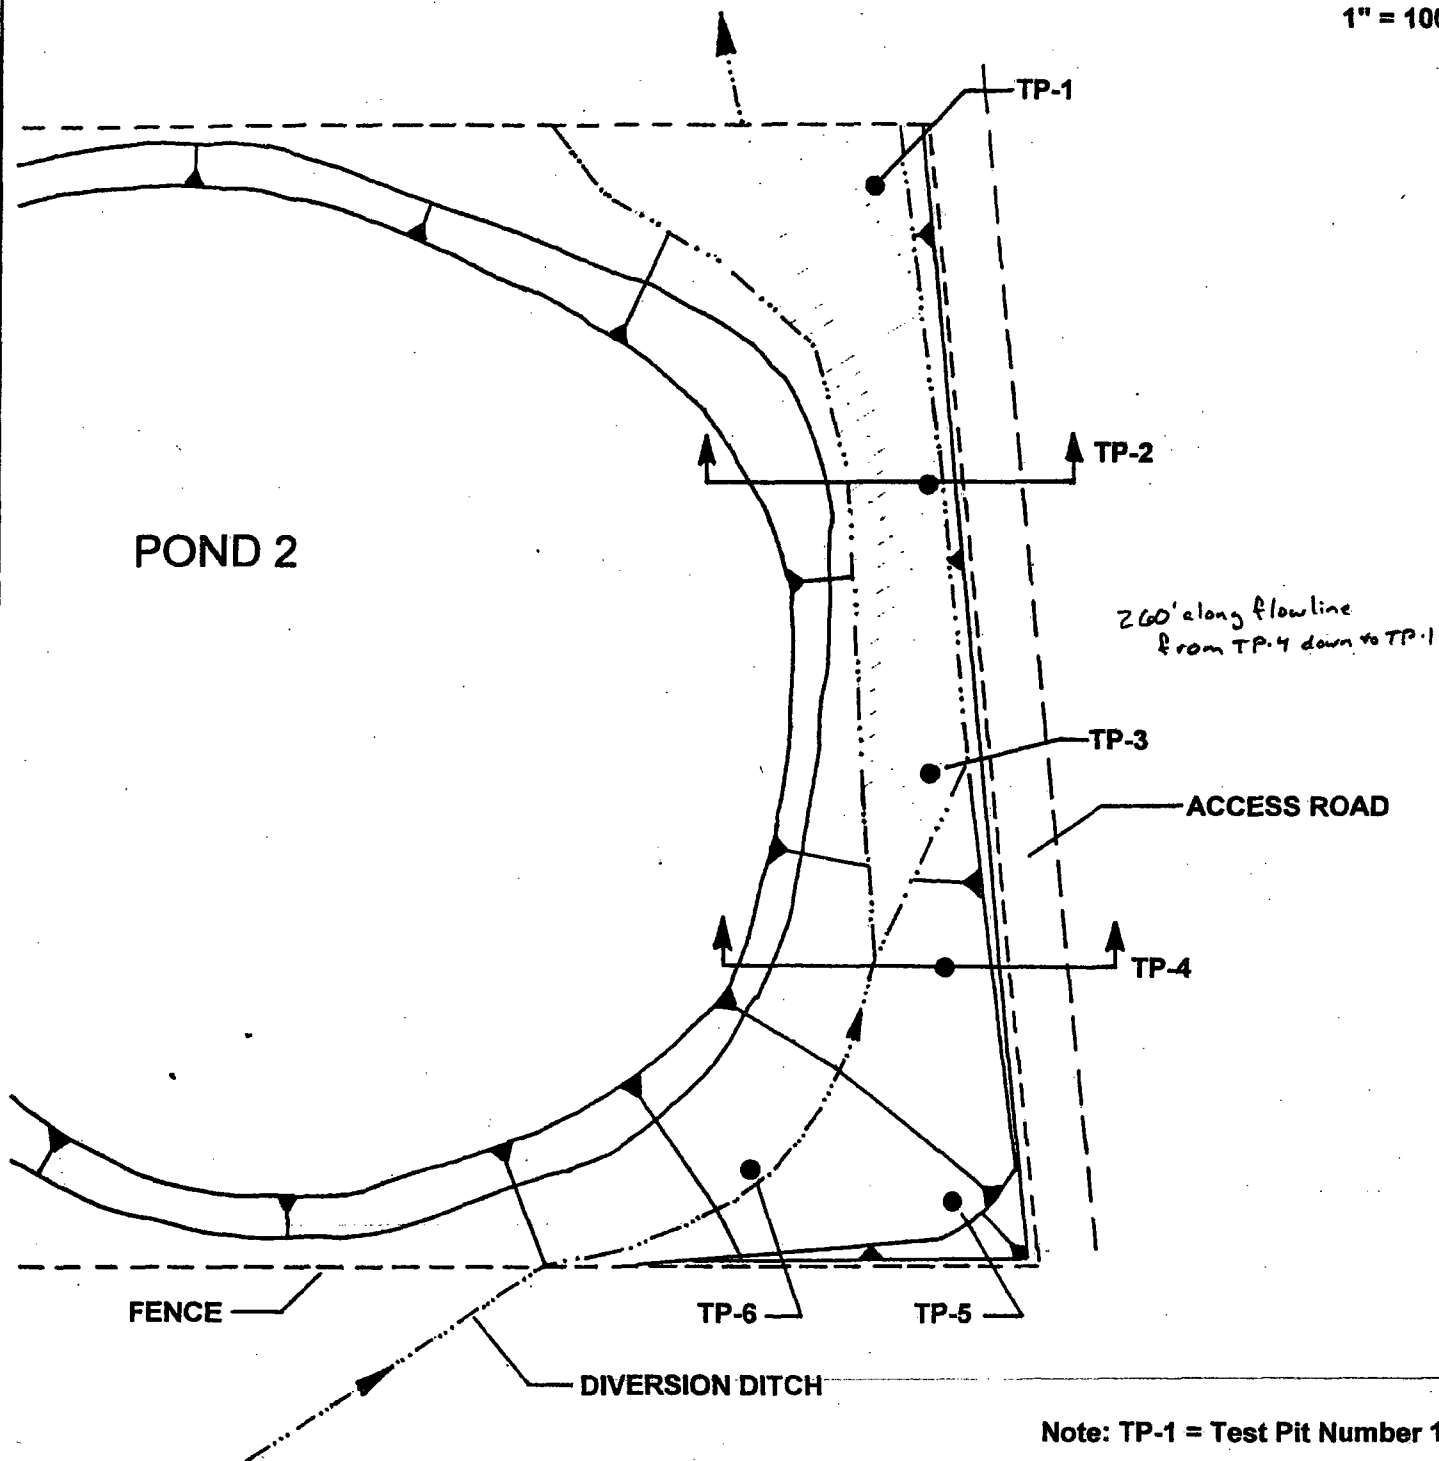 1" = 100
TP-1
TP-2
POND 2
260' along flowline
from TP-4 down to TP-1
TP-3
ACCESS ROAD
TP-4
FENCE
TP-6
TP-5
DIVERSION DITCH
Note: TP-1 = Test Pit Number 1